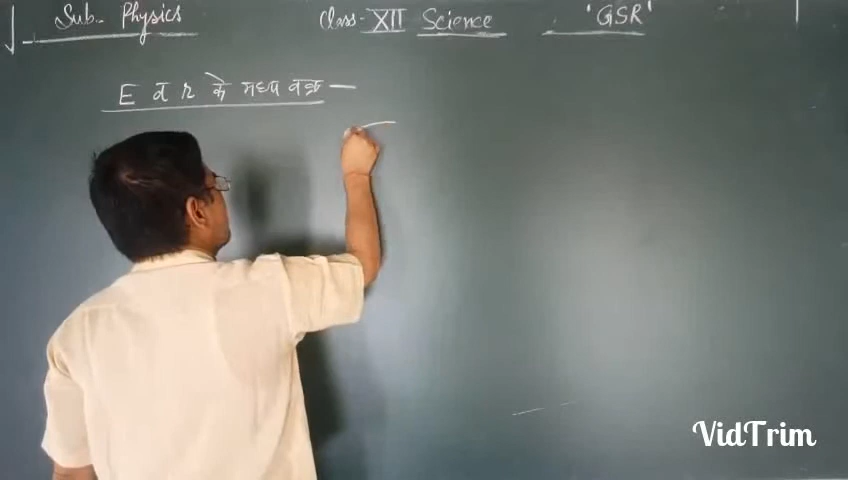 Sub- Physics Class- XII Science 'GSR'
E व r के मध्य वक्र —
VidTrim